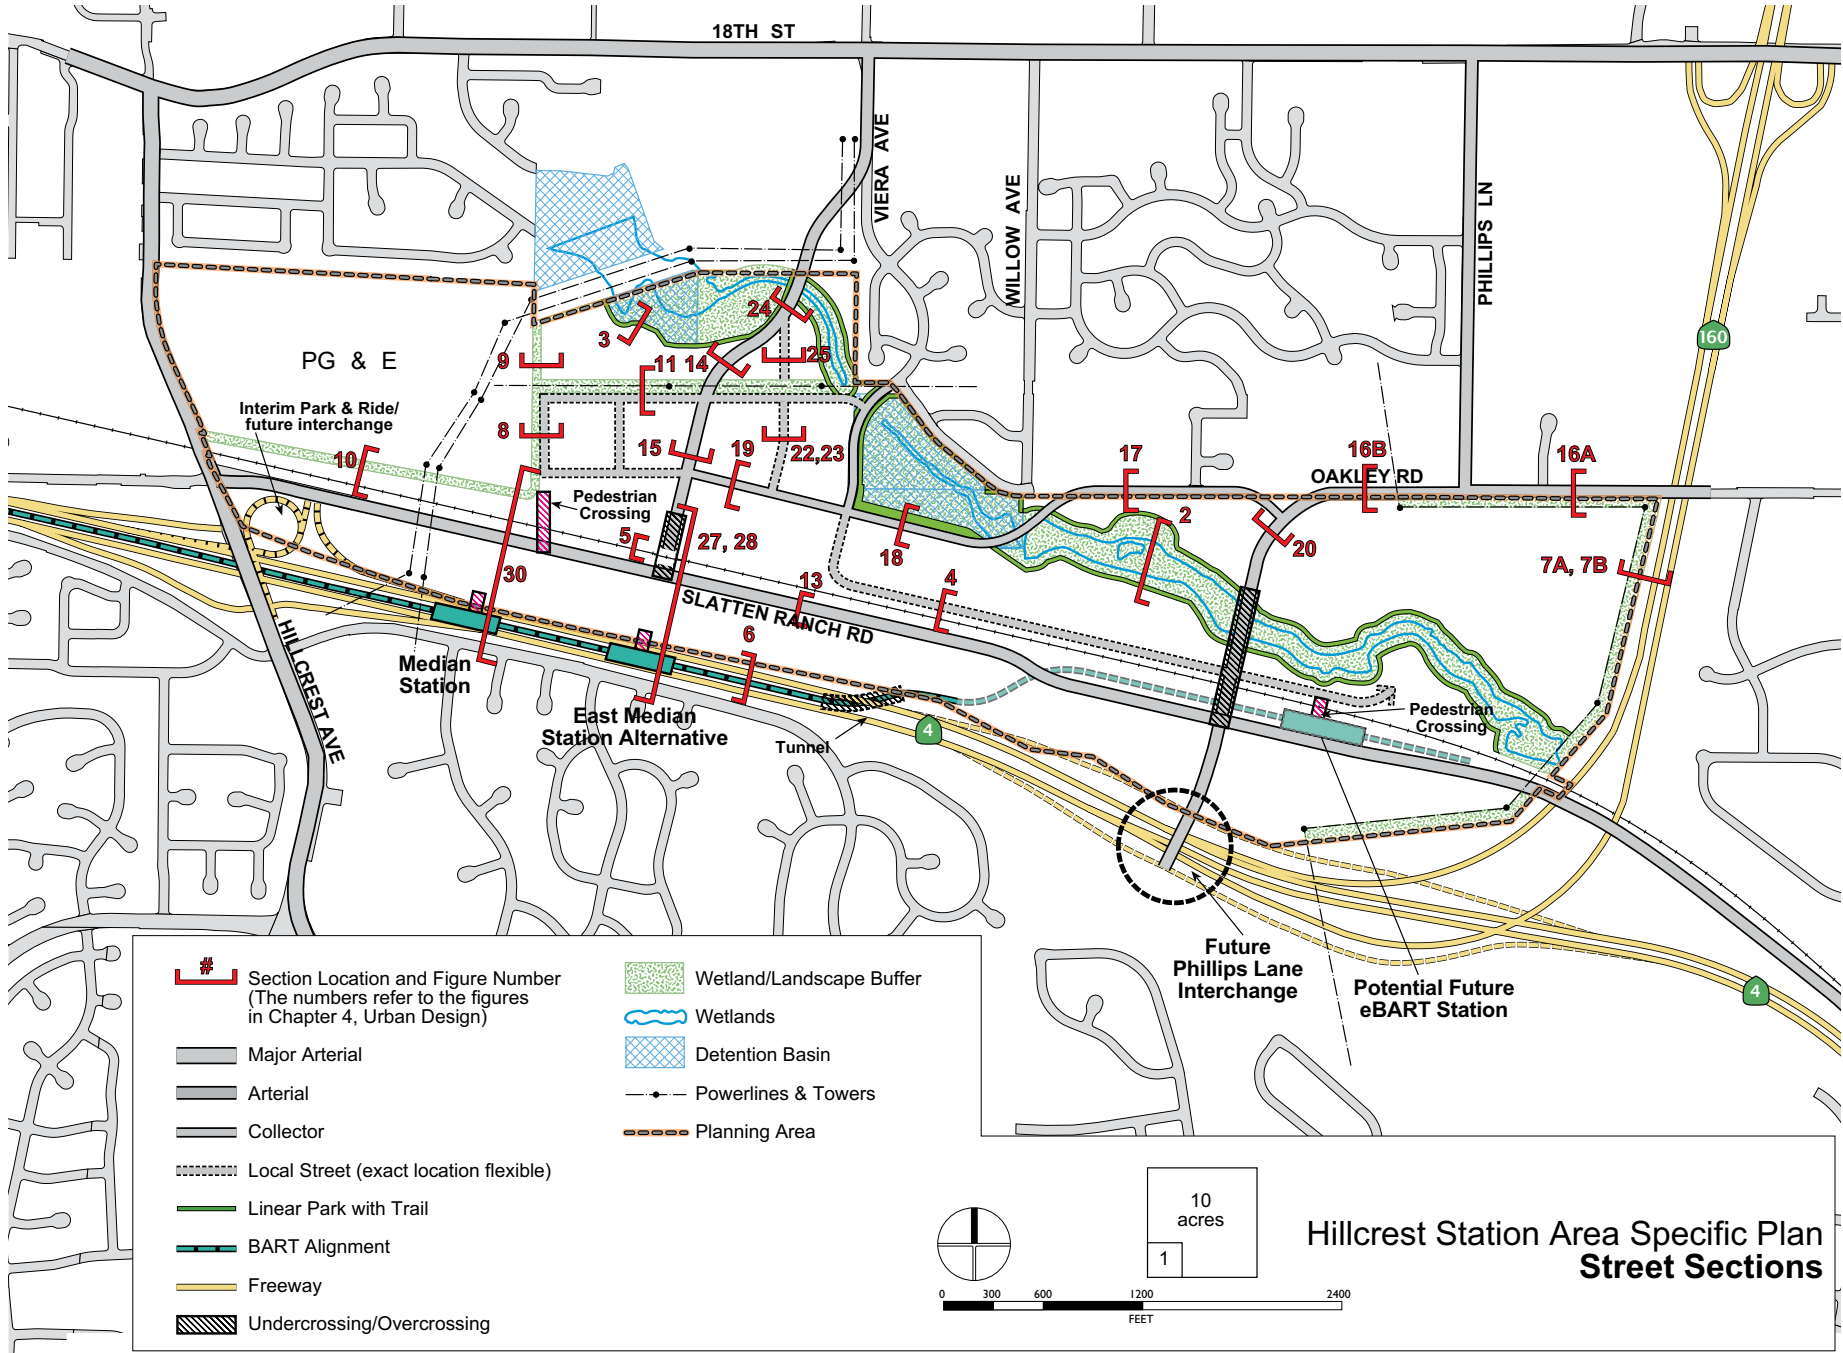 18TH ST
VIERA AVE
WILLOW AVE
PHILLIPS LN
160
24
3
25
11 14
9
PG & E
Interim Park & Ride/
future interchange
8
10
15
19
22,23
17
16B
16A
OAKLEY RD
Pedestrian
Crossing
2
5
27, 28
18
20
30
13
4
7A, 7B
SLATTEN RANCH RD
6
HILLCREST AVE
Median
Station
East Median
Station Alternative
Tunnel
4
Pedestrian
Crossing
Future
Phillips Lane
Interchange
Potential Future
eBART Station
4
#
Section Location and Figure Number
(The numbers refer to the figures
in Chapter 4, Urban Design)
Major Arterial
Arterial
Collector
Local Street (exact location flexible)
Linear Park with Trail
BART Alignment
Freeway
Undercrossing/Overcrossing
Wetland/Landscape Buffer
Wetlands
Detention Basin
Powerlines & Towers
Planning Area
10
acres
1
0 300 600 1200 2400
FEET
Hillcrest Station Area Specific Plan
Street Sections